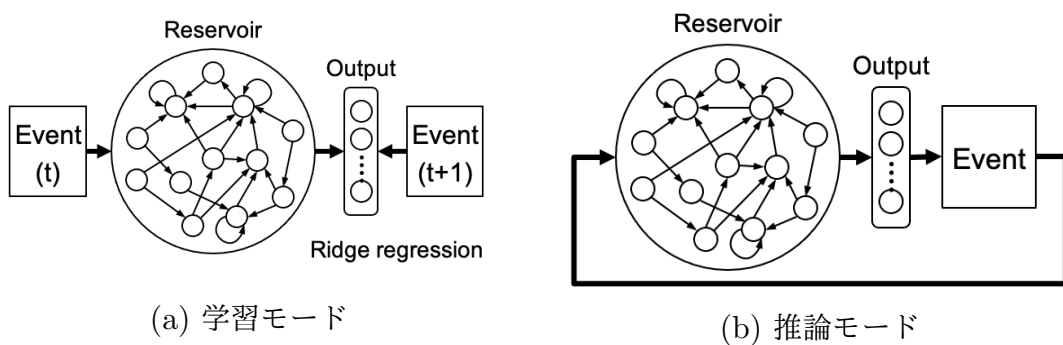 Reservoir
Output
Event
(t)
Event
(t+1)
Ridge regression
(a) 学習モード
Reservoir
Output
Event
(b) 推論モード